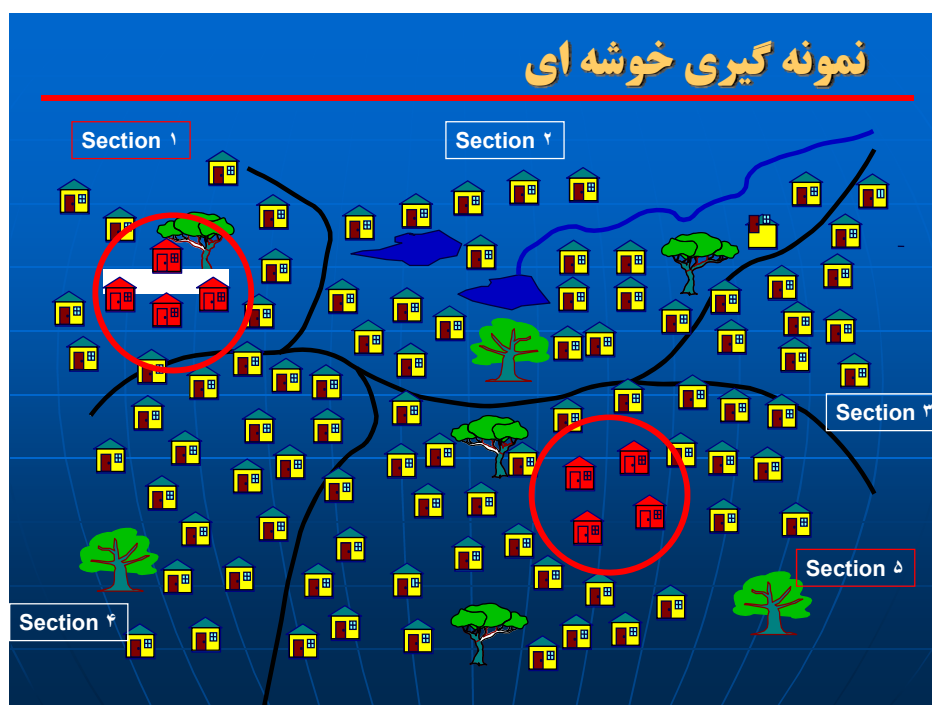 نمونه گیری خوشه ای
Section ۱
Section ۲
Section ۳
Section ۵
Section ۴